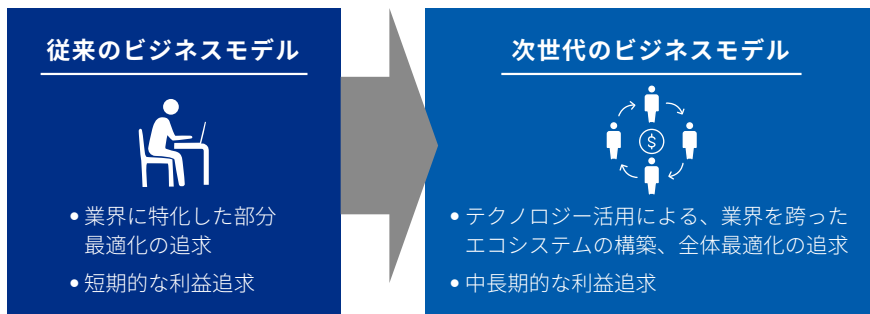 従来のビジネスモデル
• 業界に特化した部分
最適化の追求
• 短期的な利益追求
次世代のビジネスモデル
$
• テクノロジー活用による、業界を跨った
エコシステムの構築、全体最適化の追求
• 中長期的な利益追求